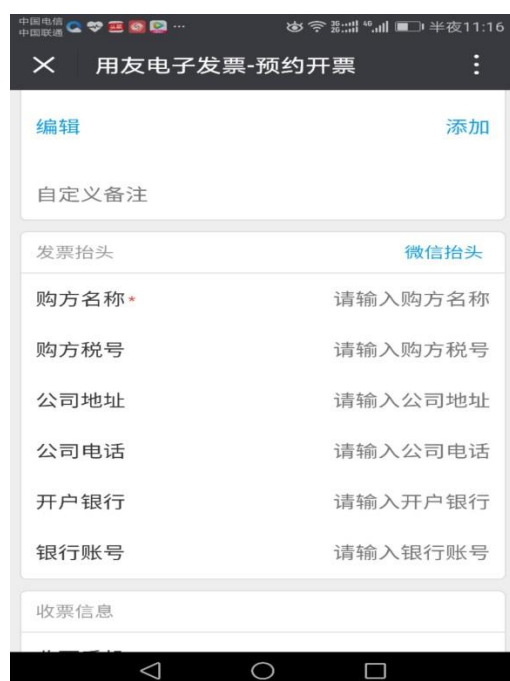 中国电信
中国联通
半夜11:16
用友电子发票-预约开票
编辑 添加
自定义备注
发票抬头 微信抬头
购方名称* 请输入购方名称
购方税号 请输入购方税号
公司地址 请输入公司地址
公司电话 请输入公司电话
开户银行 请输入开户银行
银行账号 请输入银行账号
收票信息